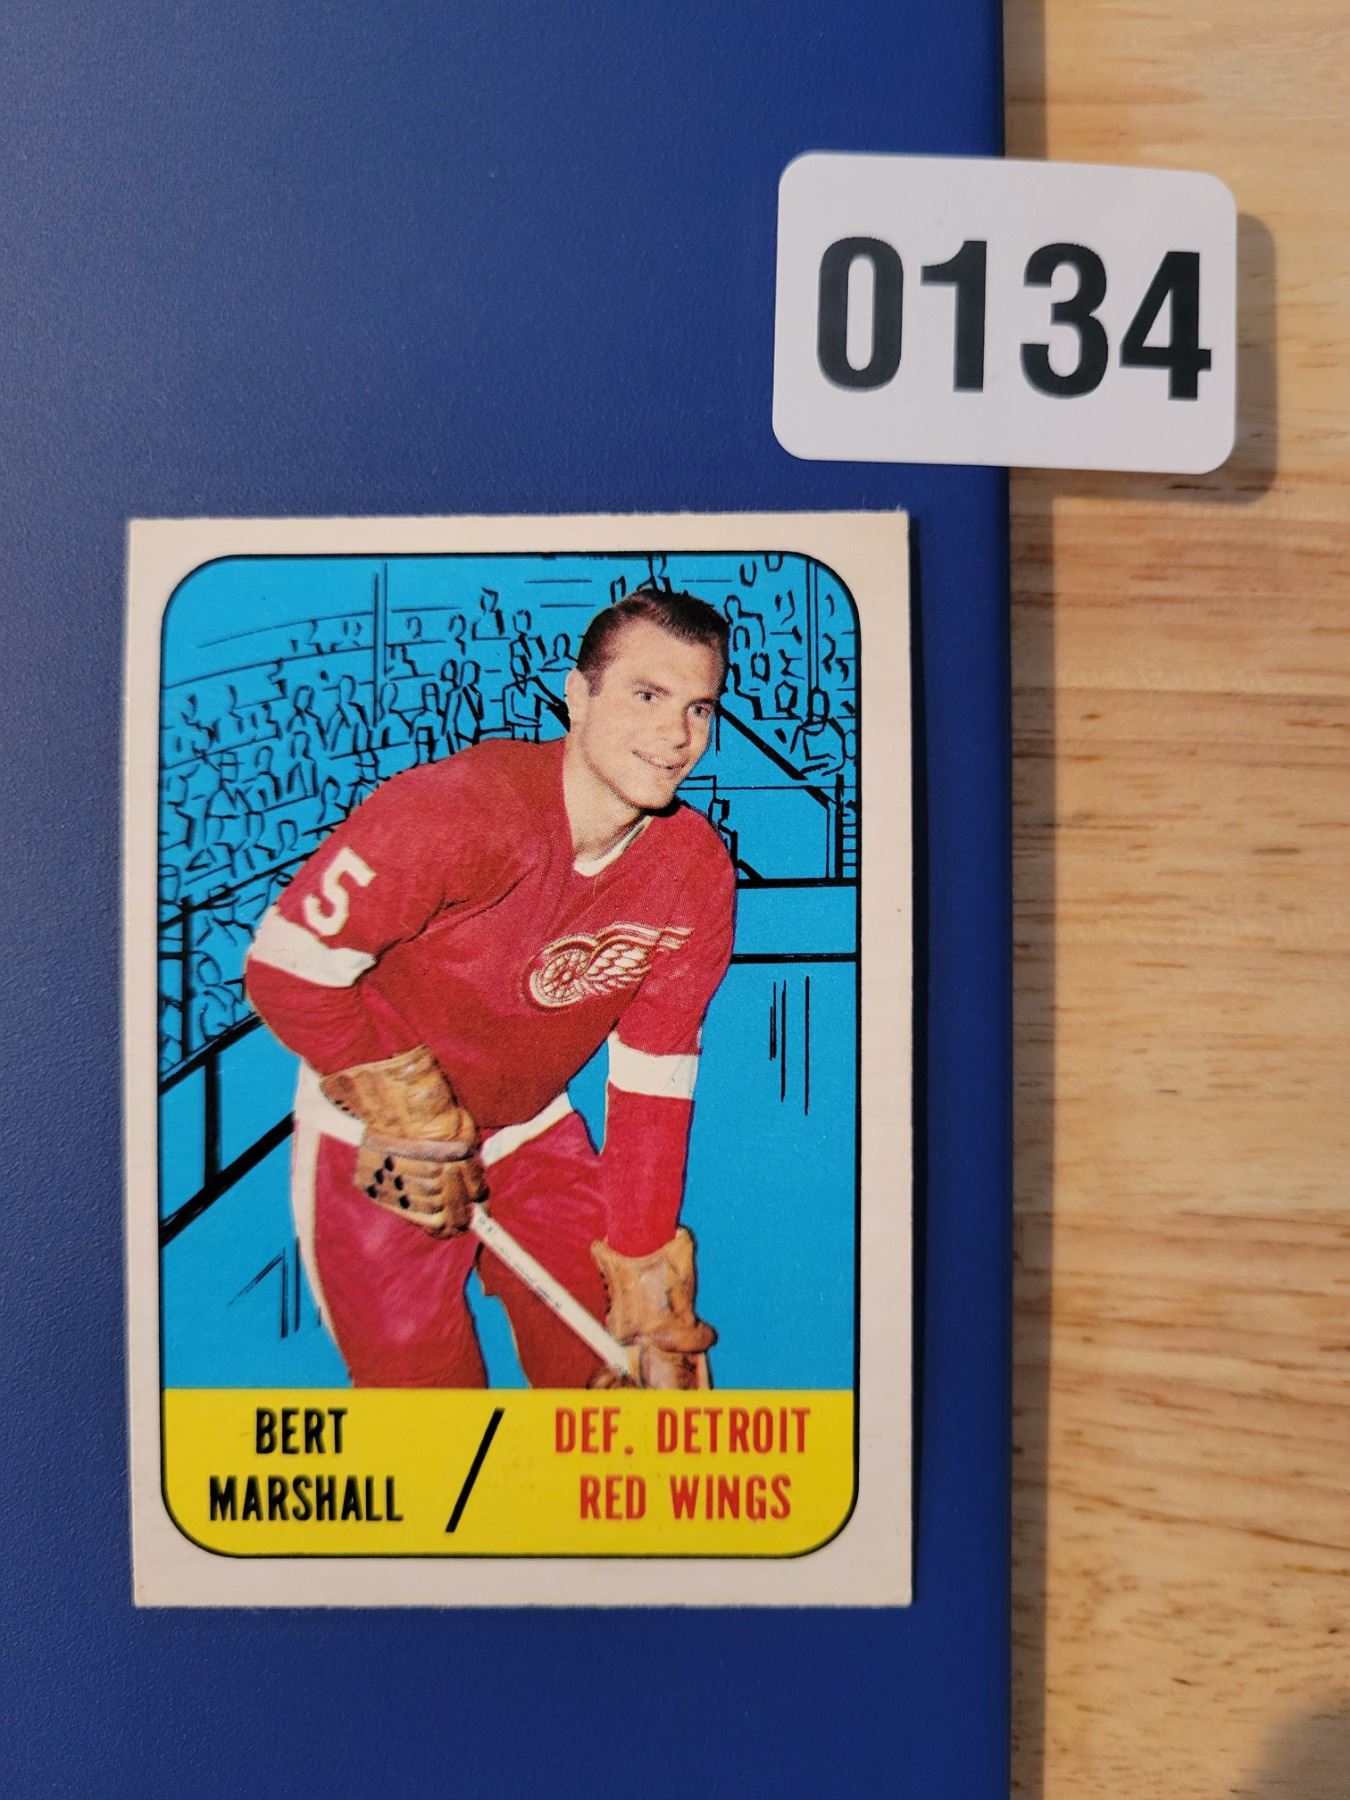 0134
5
BERT
MARSHALL
/
DEF. DETROIT
RED WINGS